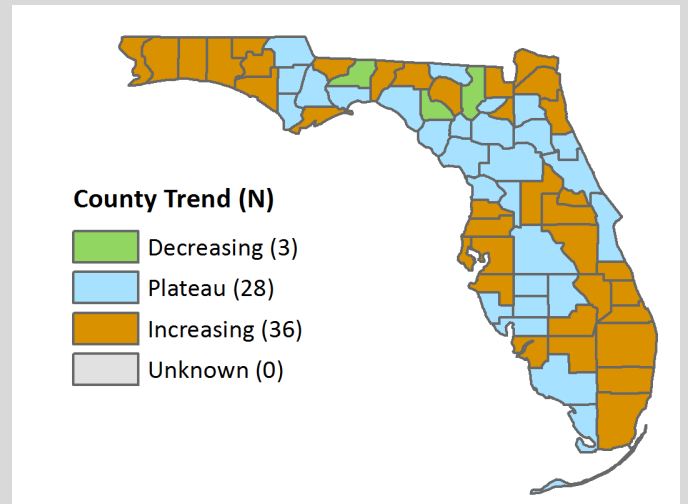 County Trend (N)
Decreasing (3)
Plateau (28)
Increasing (36)
Unknown (0)